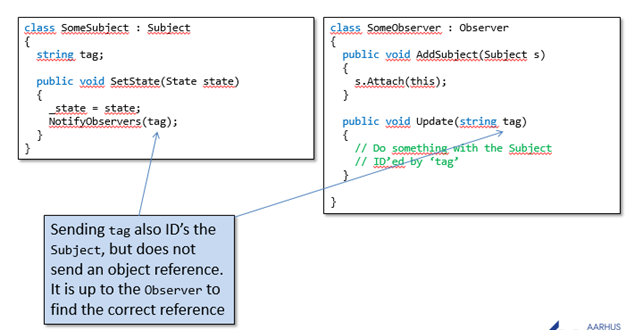 class SomeSubject : Subject
{
string tag;
public void SetState(State state)
{
_state = state;
NotifyObservers(tag);
}
}
class SomeObserver : Observer
{
public void AddSubject(Subject s)
{
s.Attach(this);
}
public void Update(string tag)
{
// Do something with the Subject
// ID’ed by ‘tag’
}
}
Sending tag also ID’s the
Subject, but does not
send an object reference.
It is up to the Observer to
find the correct reference
AARHUS